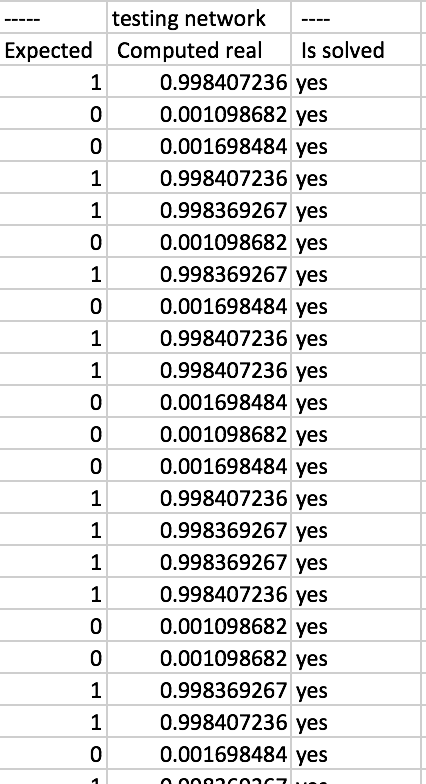 ----- testing network ----
Expected Computed real Is solved
1 0.998407236 yes
0 0.001098682 yes
0 0.001698484 yes
1 0.998407236 yes
1 0.998369267 yes
0 0.001098682 yes
1 0.998369267 yes
0 0.001698484 yes
1 0.998407236 yes
1 0.998407236 yes
0 0.001698484 yes
0 0.001098682 yes
0 0.001698484 yes
1 0.998407236 yes
1 0.998369267 yes
1 0.998369267 yes
1 0.998407236 yes
0 0.001098682 yes
0 0.001098682 yes
1 0.998369267 yes
1 0.998407236 yes
0 0.001698484 yes